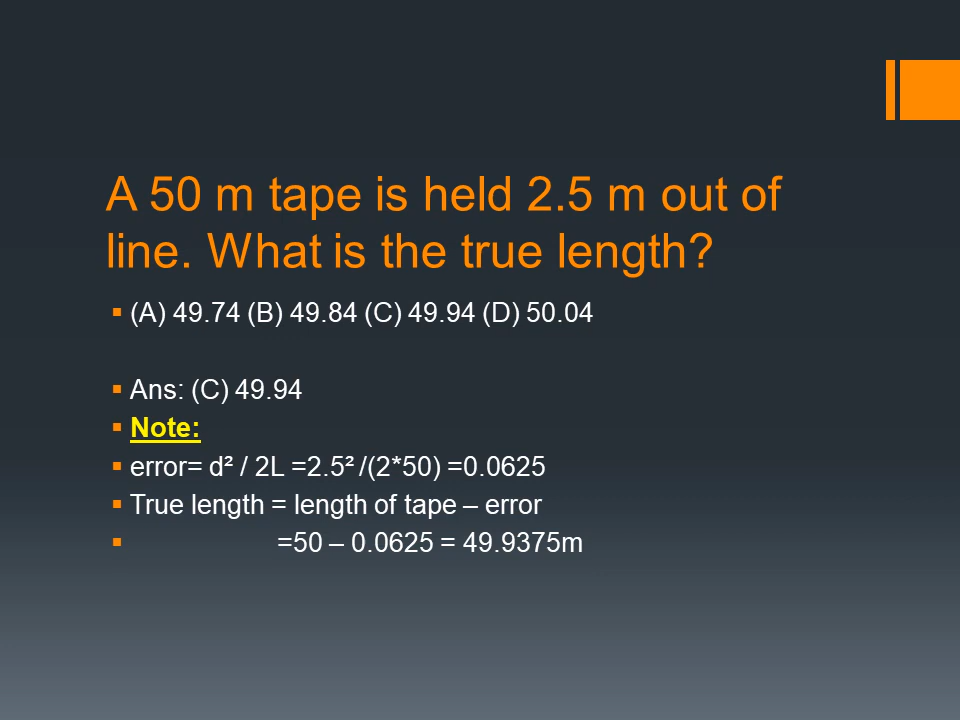 A 50 m tape is held 2.5 m out of
line. What is the true length?
(A) 49.74 (B) 49.84 (C) 49.94 (D) 50.04
Ans: (C) 49.94
Note:
error= d² / 2L =2.5² /(2*50) =0.0625
True length = length of tape – error
=50 – 0.0625 = 49.9375m